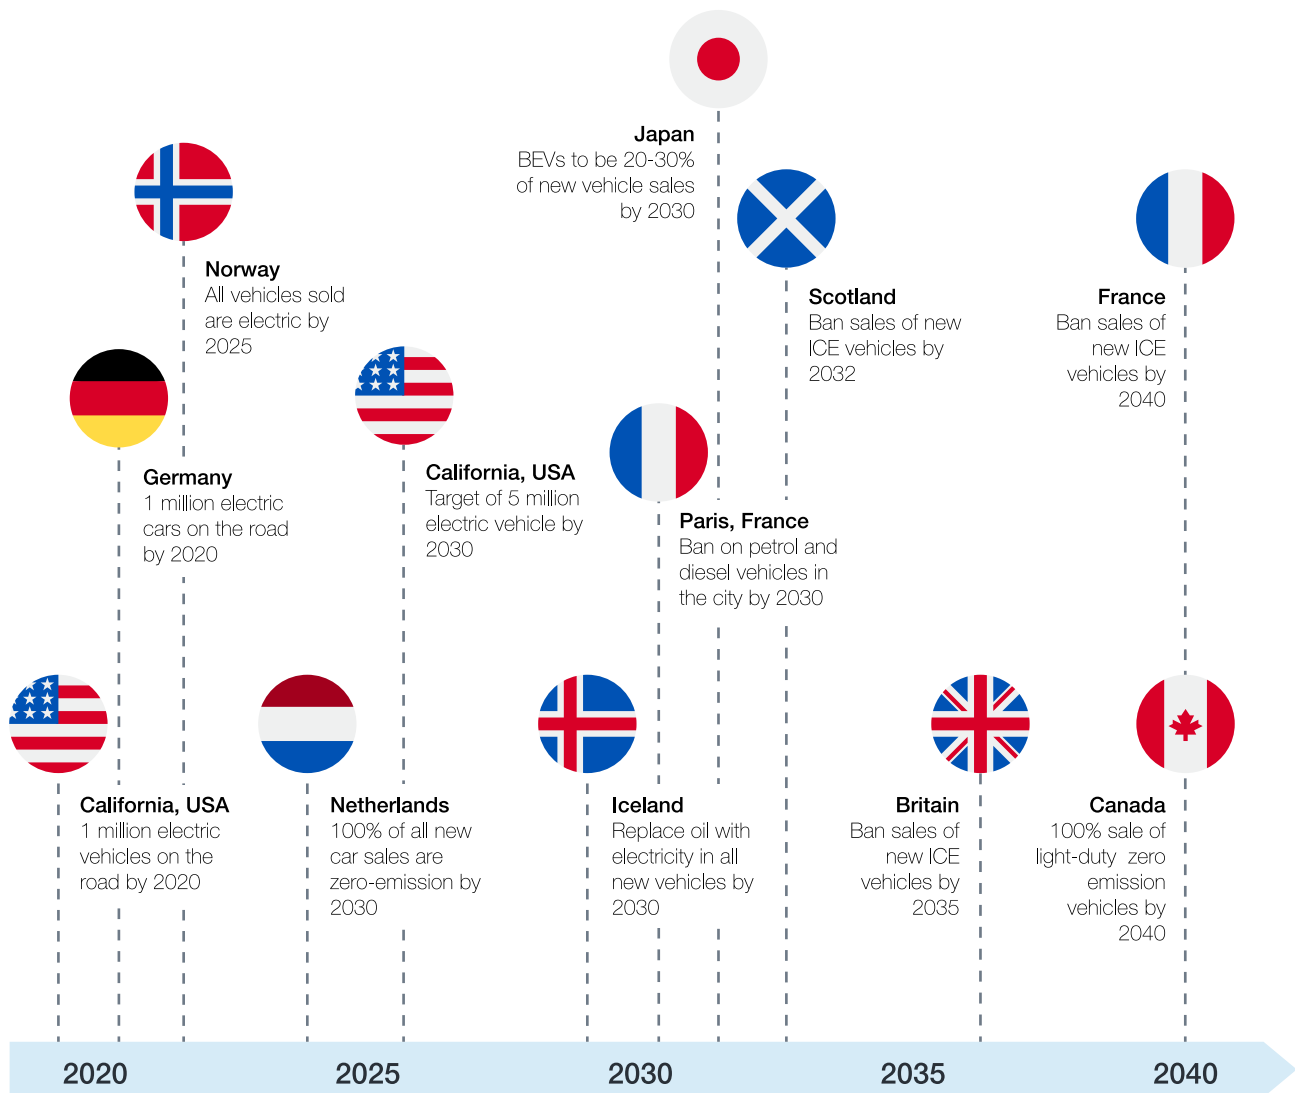 Japan
BEVs to be 20-30%
of new vehicle sales
by 2030
Norway
All vehicles sold
are electric by
2025
Scotland
Ban sales of new
ICE vehicles by
2032
France
Ban sales of
new ICE
vehicles by
2040
Germany
1 million electric
cars on the road
by 2020
California, USA
Target of 5 million
electric vehicle by
2030
Paris, France
Ban on petrol and
diesel vehicles in
the city by 2030
California, USA
1 million electric
vehicles on the
road by 2020
Netherlands
100% of all new
car sales are
zero-emission by
2030
Iceland
Replace oil with
electricity in all
new vehicles by
2030
Britain
Ban sales of
new ICE
vehicles by
2035
Canada
100% sale of
light-duty zero
emission
vehicles by
2040
2020
2025
2030
2035
2040